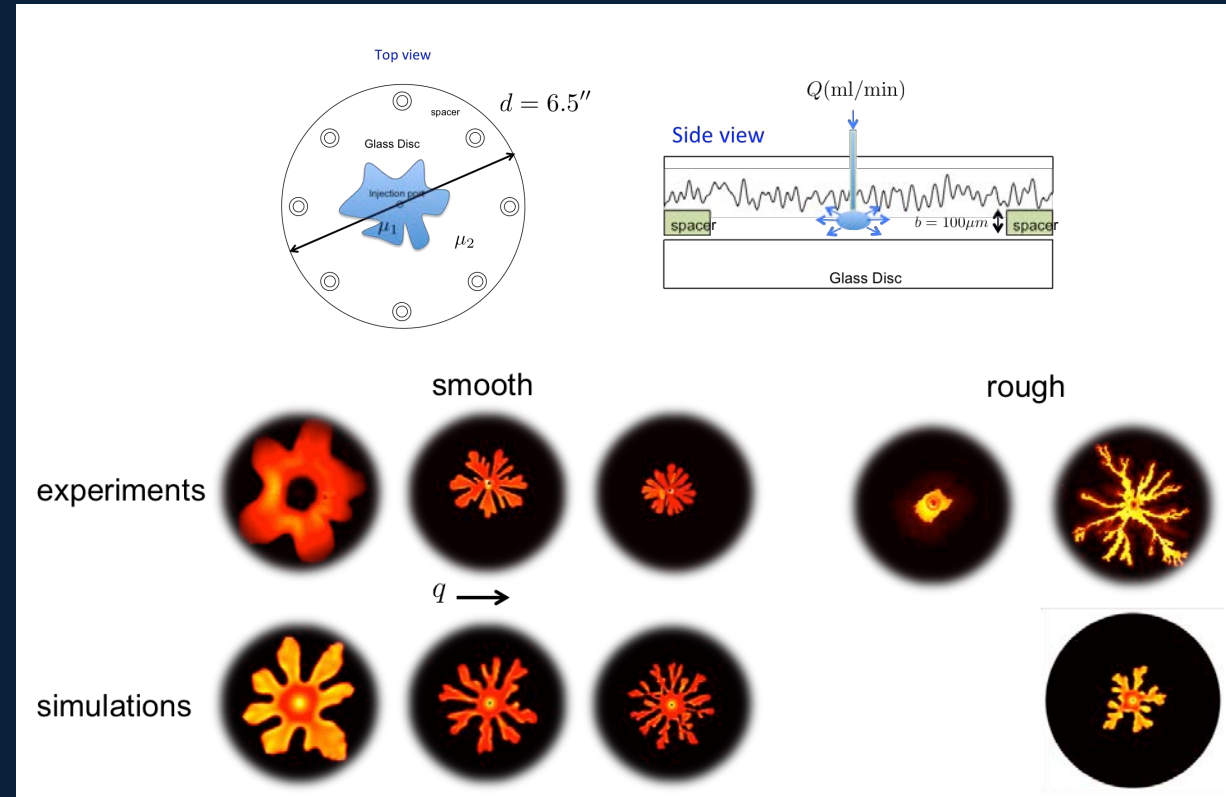 Top view
d = 6.5″
spacer
Glass Disc
Injection port
μ₁
μ₂
Q(ml/min)
Side view
spacer
b = 100μm
spacer
Glass Disc
smooth
rough
experiments
q
simulations